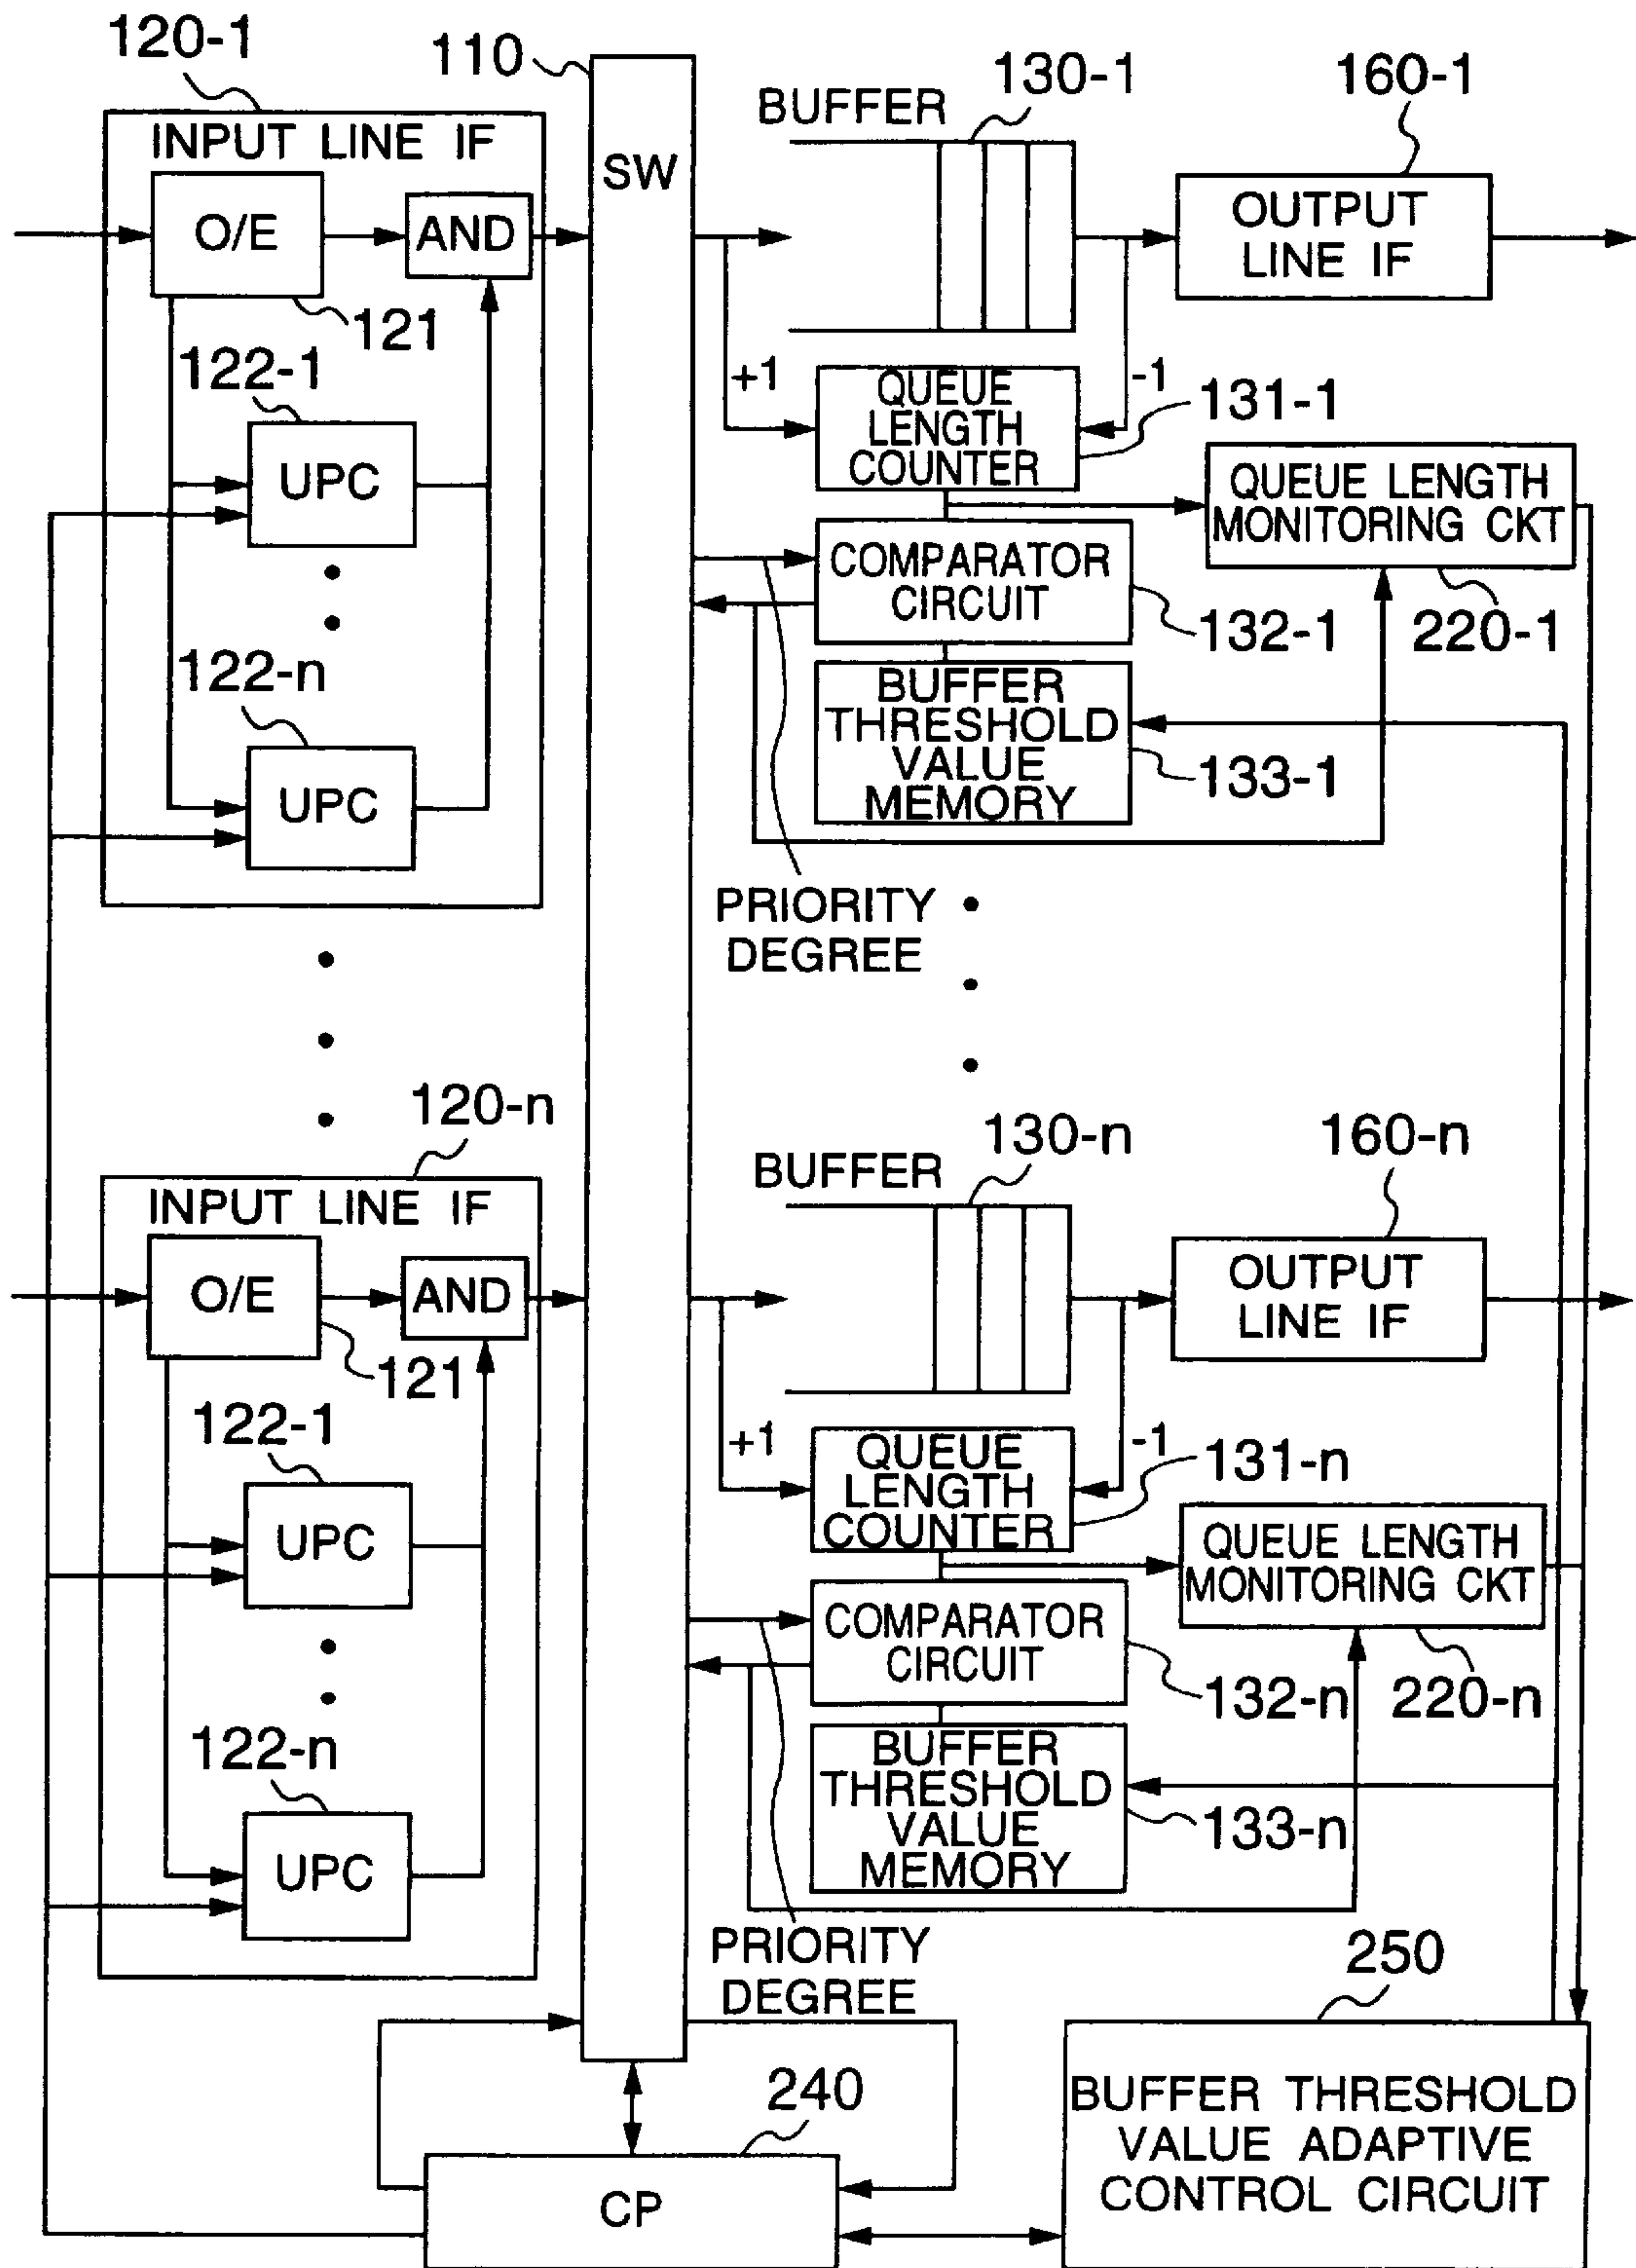 120-1
110
130-1
160-1
BUFFER
INPUT LINE IF
SW
O/E
AND
OUTPUT
LINE IF
121
122-1
+1
-1
QUEUE
LENGTH
COUNTER
131-1
UPC
QUEUE LENGTH
MONITORING CKT
COMPARATOR
CIRCUIT
132-1
220-1
122-n
BUFFER
THRESHOLD
VALUE
MEMORY
133-1
UPC
PRIORITY
DEGREE
120-n
130-n
160-n
BUFFER
INPUT LINE IF
O/E
AND
OUTPUT
LINE IF
121
122-1
+1
-1
QUEUE
LENGTH
COUNTER
131-n
UPC
QUEUE LENGTH
MONITORING CKT
COMPARATOR
CIRCUIT
132-n
220-n
122-n
BUFFER
THRESHOLD
VALUE
MEMORY
133-n
UPC
PRIORITY
DEGREE
250
240
CP
BUFFER THRESHOLD
VALUE ADAPTIVE
CONTROL CIRCUIT